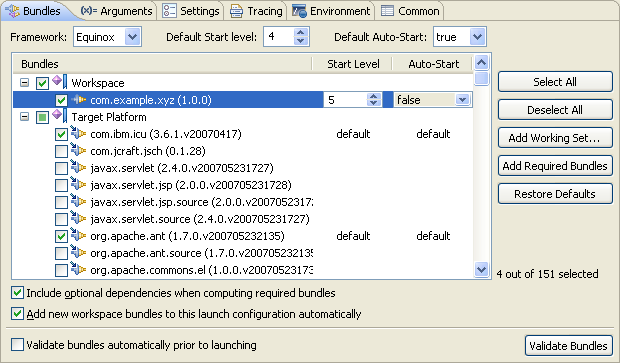 Bundles Arguments Settings Tracing Environment Common
Framework: Equinox Default Start level: 4 Default Auto-Start: true
Bundles Start Level Auto-Start
Workspace
com.example.xyz (1.0.0) 5 false
Target Platform
com.ibm.icu (3.6.1.v20070417) default default
com.jcraft.jsch (0.1.28)
javax.servlet (2.4.0.v200705231727)
javax.servlet.jsp (2.0.0.v200705231728)
javax.servlet.jsp.source (2.0.0.v20070523172
javax.servlet.source (2.4.0.v200705231727)
org.apache.ant (1.7.0.v200705232135) default default
org.apache.ant.source (1.7.0.v200705232135
org.apache.commons.el (1.0.0.v20070523173
Select All
Deselect All
Add Working Set...
Add Required Bundles
Restore Defaults
4 out of 151 selected
Include optional dependencies when computing required bundles
Add new workspace bundles to this launch configuration automatically
Validate bundles automatically prior to launching
Validate Bundles